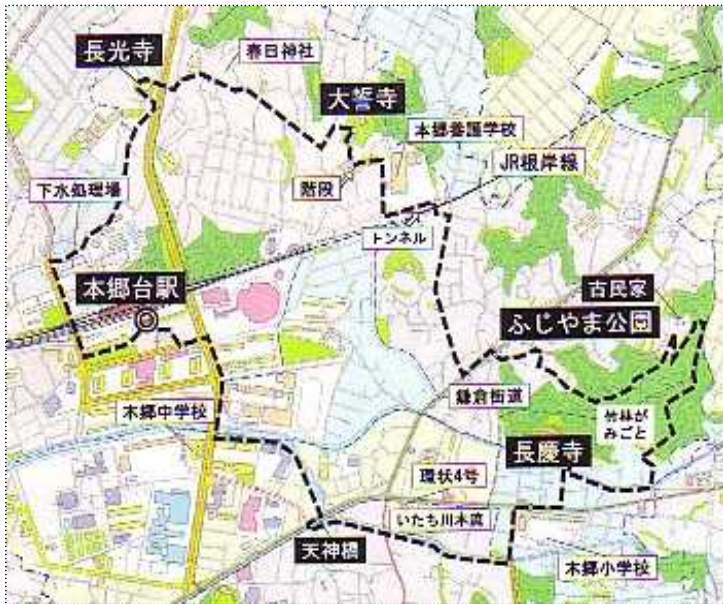 長光寺
春日神社
大誓寺
本郷養護学校
JR根岸線
階段
下水処理場
トンネル
本郷台駅
古民家
ふじやま公園
鎌倉街道
本郷中学校
竹林が
みごと
長慶寺
環状4号
いたち川本流
天神橋
本郷小学校